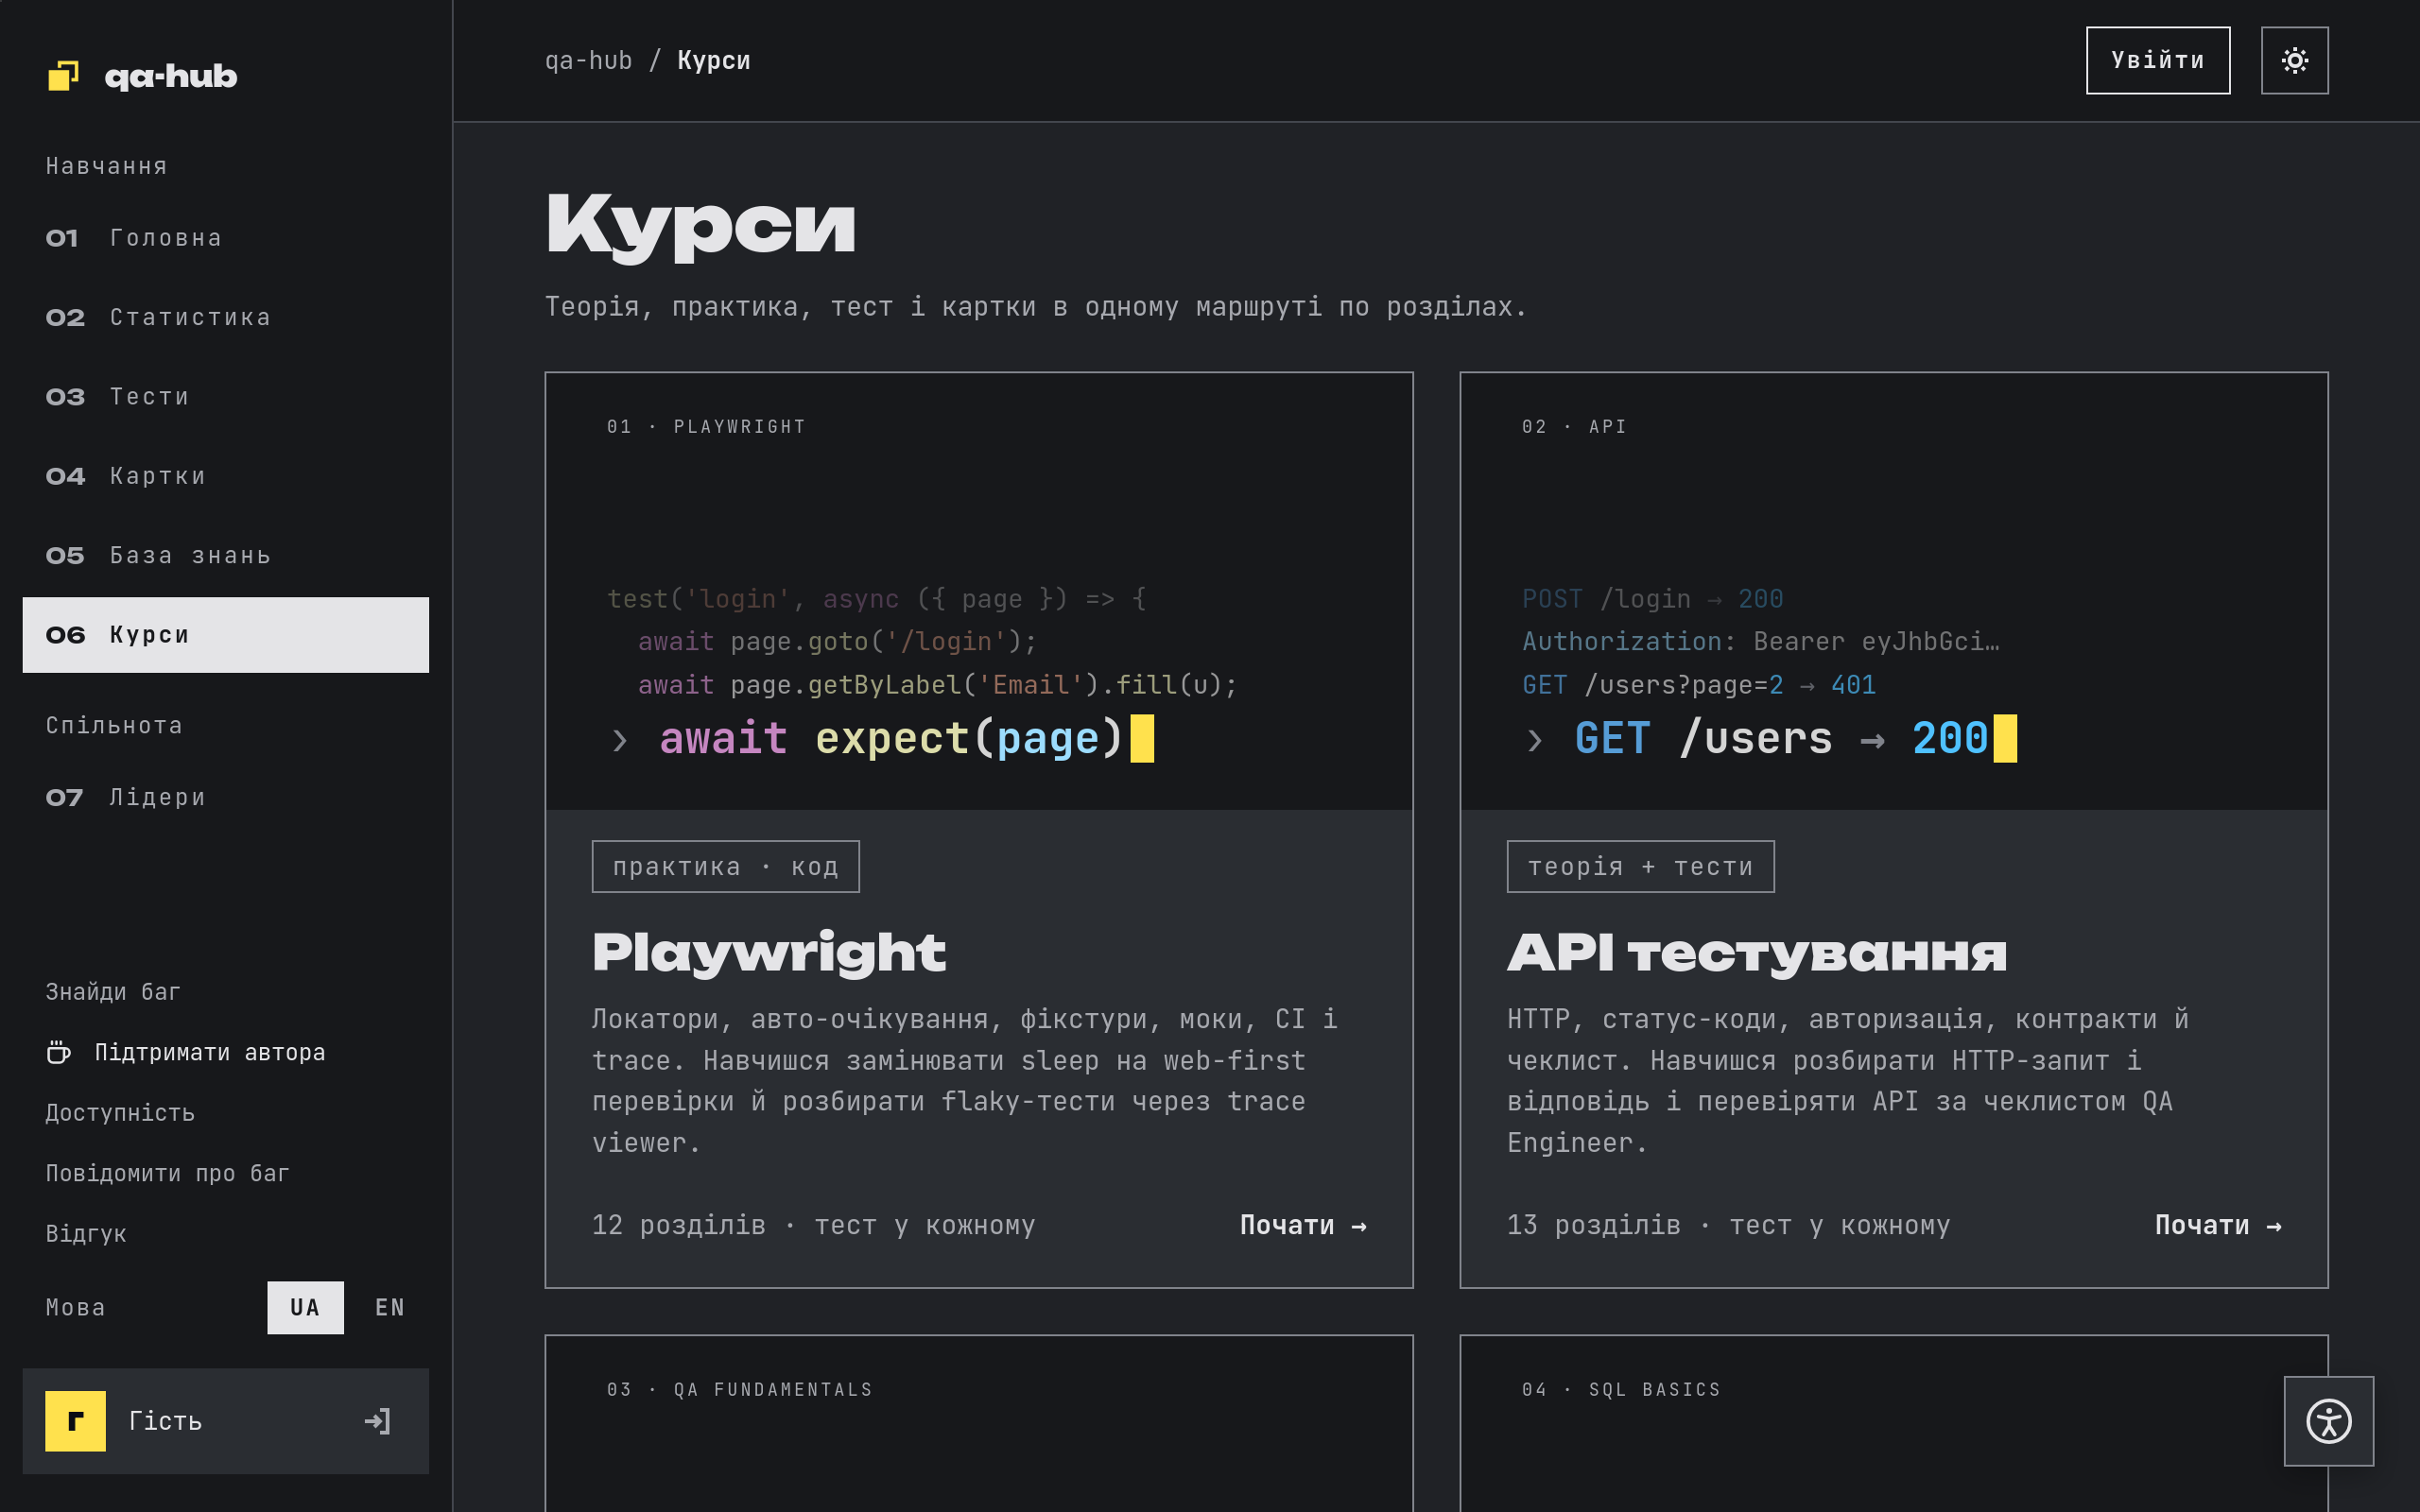 qa-hub
Навчання
01 Головна
02 Статистика
03 Тести
04 Картки
05 База знань
06 Курси
Спільнота
07 Лідери
Знайди баг
Підтримати автора
Доступність
Повідомити про баг
Відгук
Мова UA EN
Г Гість
qa-hub / Курси
Увійти
Курси
Теорія, практика, тест і картки в одному маршруті по розділах.
01 · PLAYWRIGHT
test('login', async ({ page }) => {
await page.goto('/login');
await page.getByLabel('Email').fill(u);
› await expect(page)
практика · код
Playwright
Локатори, авто-очікування, фікстури, моки, CI і
trace. Навчишся замінювати sleep на web-first
перевірки й розбирати flaky-тести через trace
viewer.
12 розділів · тест у кожному
Почати →
02 · API
POST /login → 200
Authorization: Bearer eyJhbGci…
GET /users?page=2 → 401
› GET /users → 200
теорія + тести
API тестування
HTTP, статус-коди, авторизація, контракти й
чеклист. Навчишся розбирати HTTP-запит і
відповідь і перевіряти API за чеклистом QA
Engineer.
13 розділів · тест у кожному
Почати →
03 · QA FUNDAMENTALS
04 · SQL BASICS